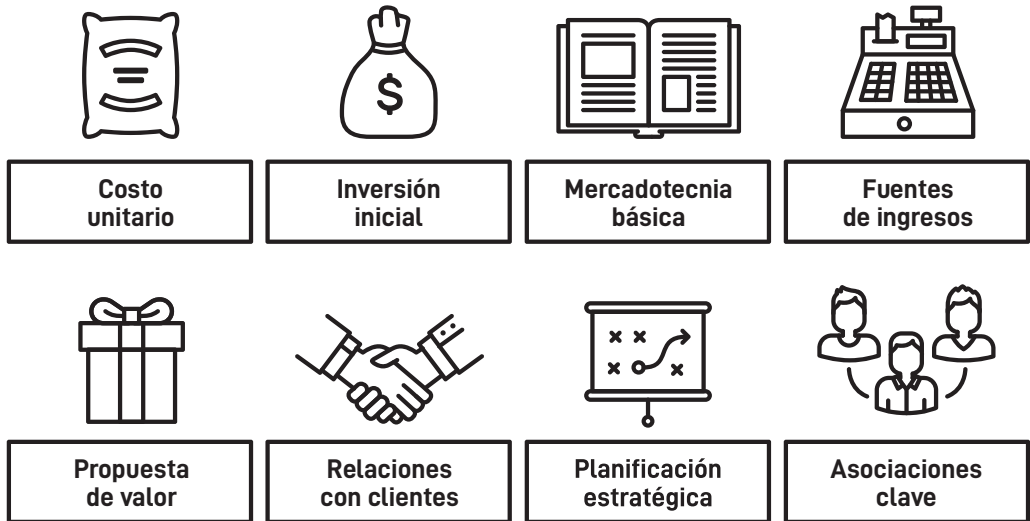 $
Costo
unitario
Inversión
inicial
Mercadotecnia
básica
Fuentes
de ingresos
Propuesta
de valor
Relaciones
con clientes
Planificación
estratégica
Asociaciones
clave